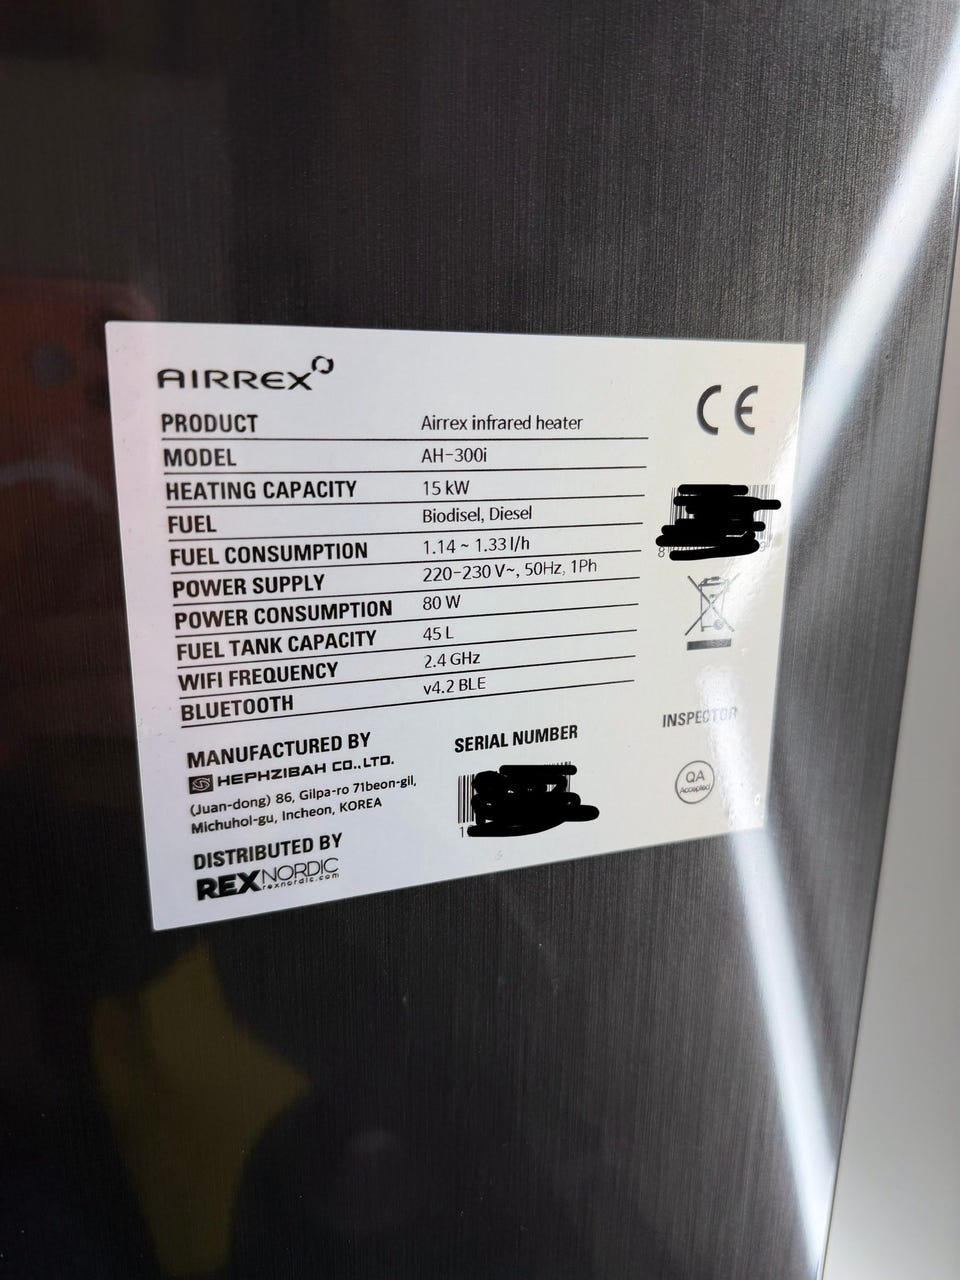 AIRREX
CE
PRODUCT Airrex infrared heater
MODEL AH-300i
HEATING CAPACITY 15 kW
FUEL Biodisel, Diesel
FUEL CONSUMPTION 1.14 ~ 1.33 l/h
POWER SUPPLY 220-230 V~, 50Hz, 1Ph
POWER CONSUMPTION 80 W
FUEL TANK CAPACITY 45 L
WIFI FREQUENCY 2.4 GHz
BLUETOOTH v4.2 BLE
MANUFACTURED BY
HEPHZIBAH CO.,LTD.
(Juan-dong) 86, Gilpa-ro 71beon-gil,
Michuhol-gu, Incheon, KOREA
DISTRIBUTED BY
REXNORDIC
rexnordic.com
SERIAL NUMBER
INSPECTOR
QA
Accepted